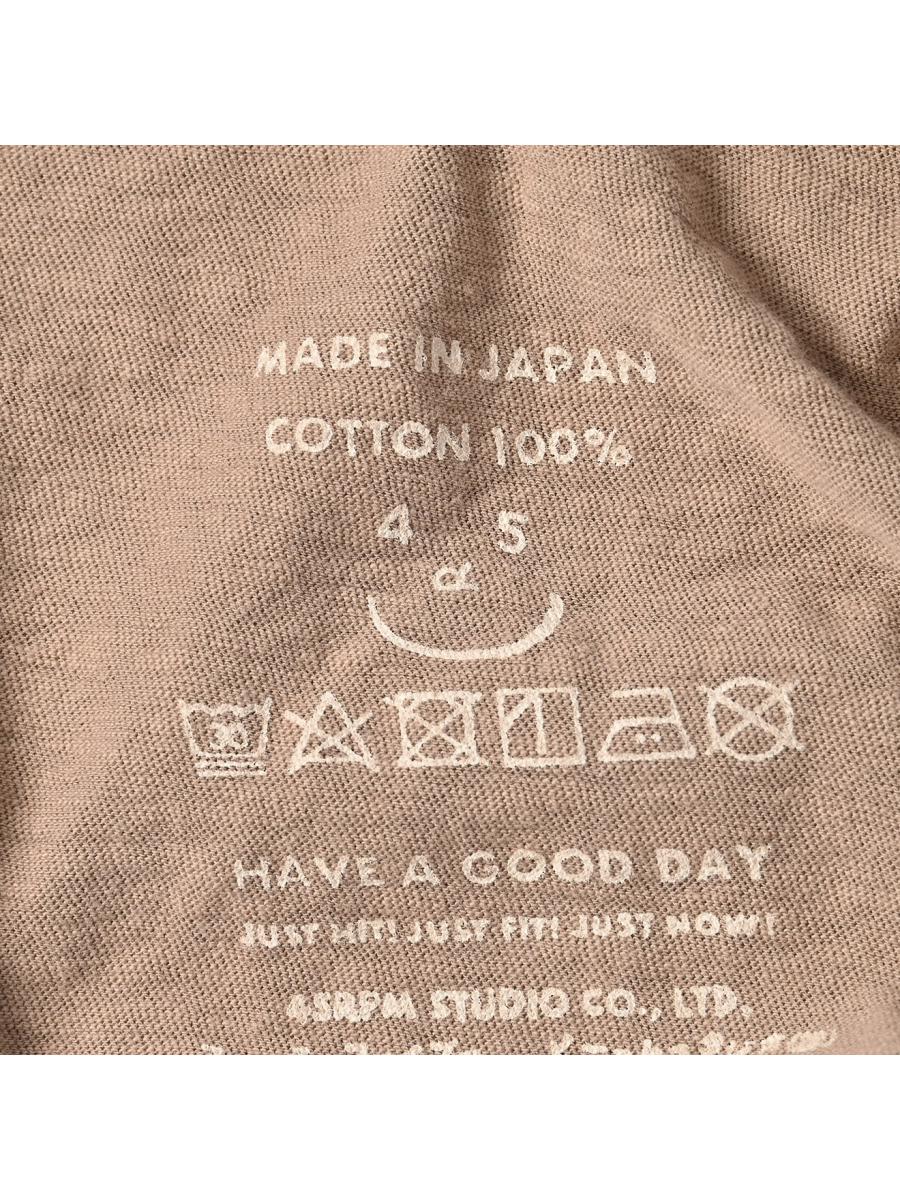 MADE IN JAPAN
COTTON 100%
4 5
R
30
HAVE A GOOD DAY
JUST HIT! JUST FIT! JUST NOW!
45RPM STUDIO CO., LTD.